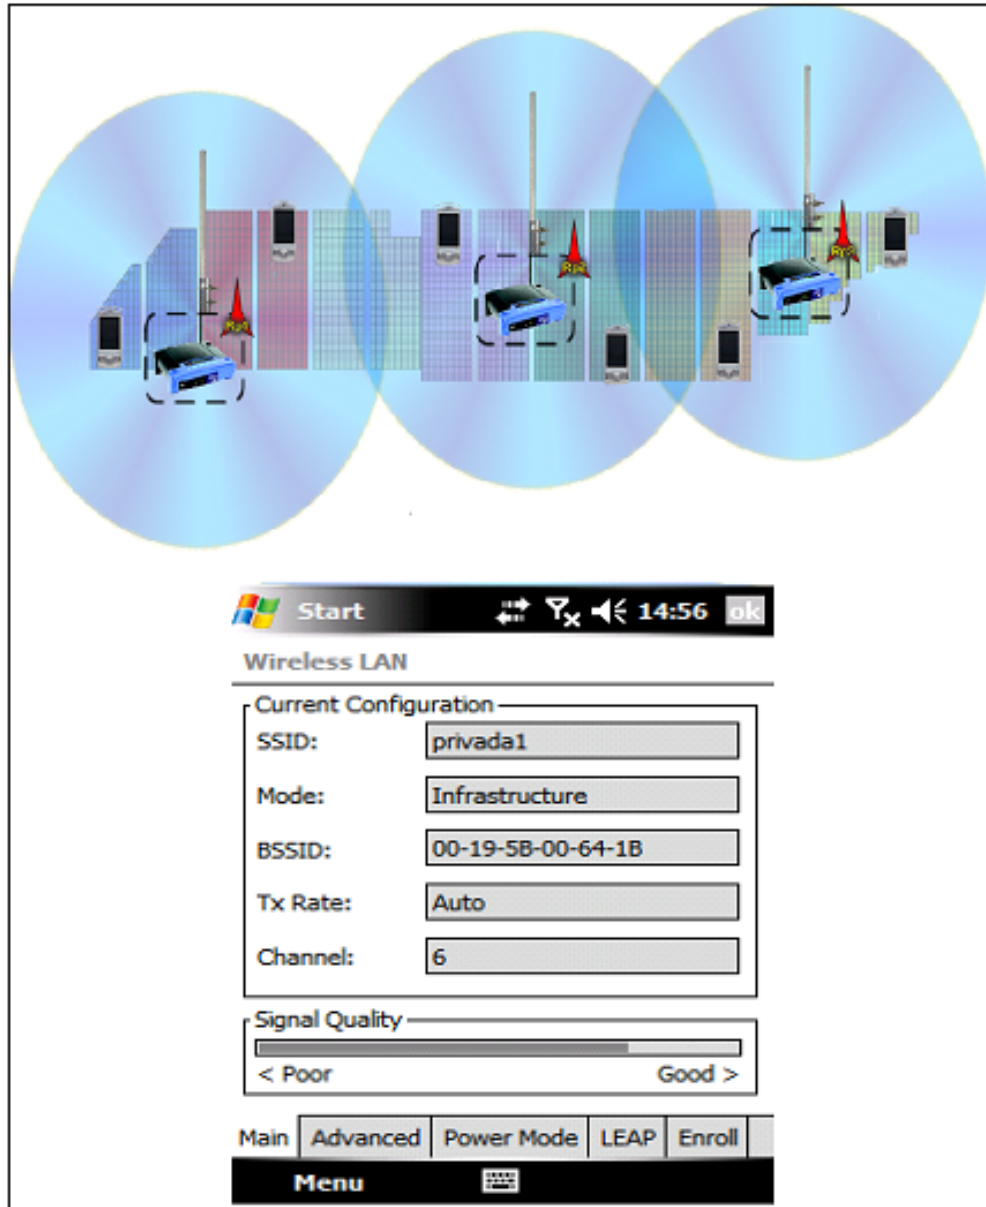 Start 14:56 ok
Wireless LAN
Current Configuration
SSID: privada1
Mode: Infrastructure
BSSID: 00-19-5B-00-64-1B
Tx Rate: Auto
Channel: 6
Signal Quality
< Poor Good >
Main Advanced Power Mode LEAP Enroll
Menu